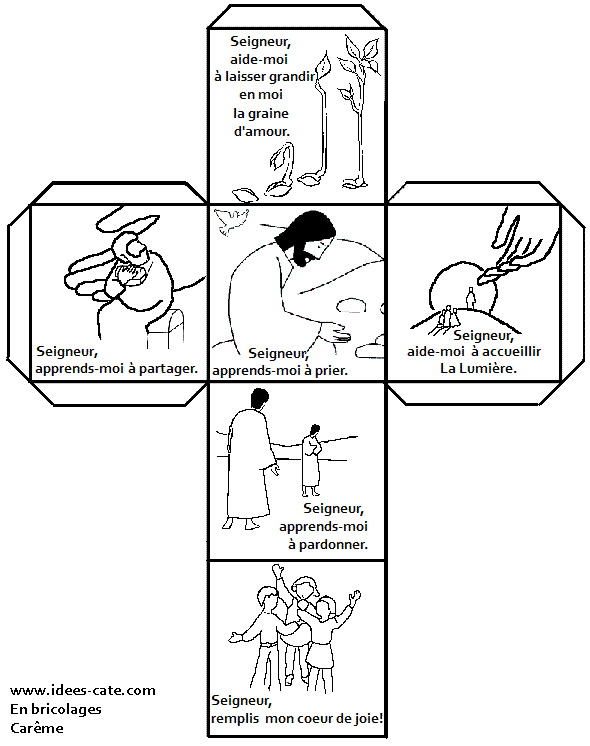 Seigneur,
aide-moi
à laisser grandir
en moi
la graine
d'amour.
Seigneur,
apprends-moi à partager.
Seigneur,
apprends-moi à prier.
Seigneur,
aide-moi à accueillir
La Lumière.
Seigneur,
apprends-moi
à pardonner.
Seigneur,
remplis mon coeur de joie!
www.idees-cate.com
En bricolages
Carême